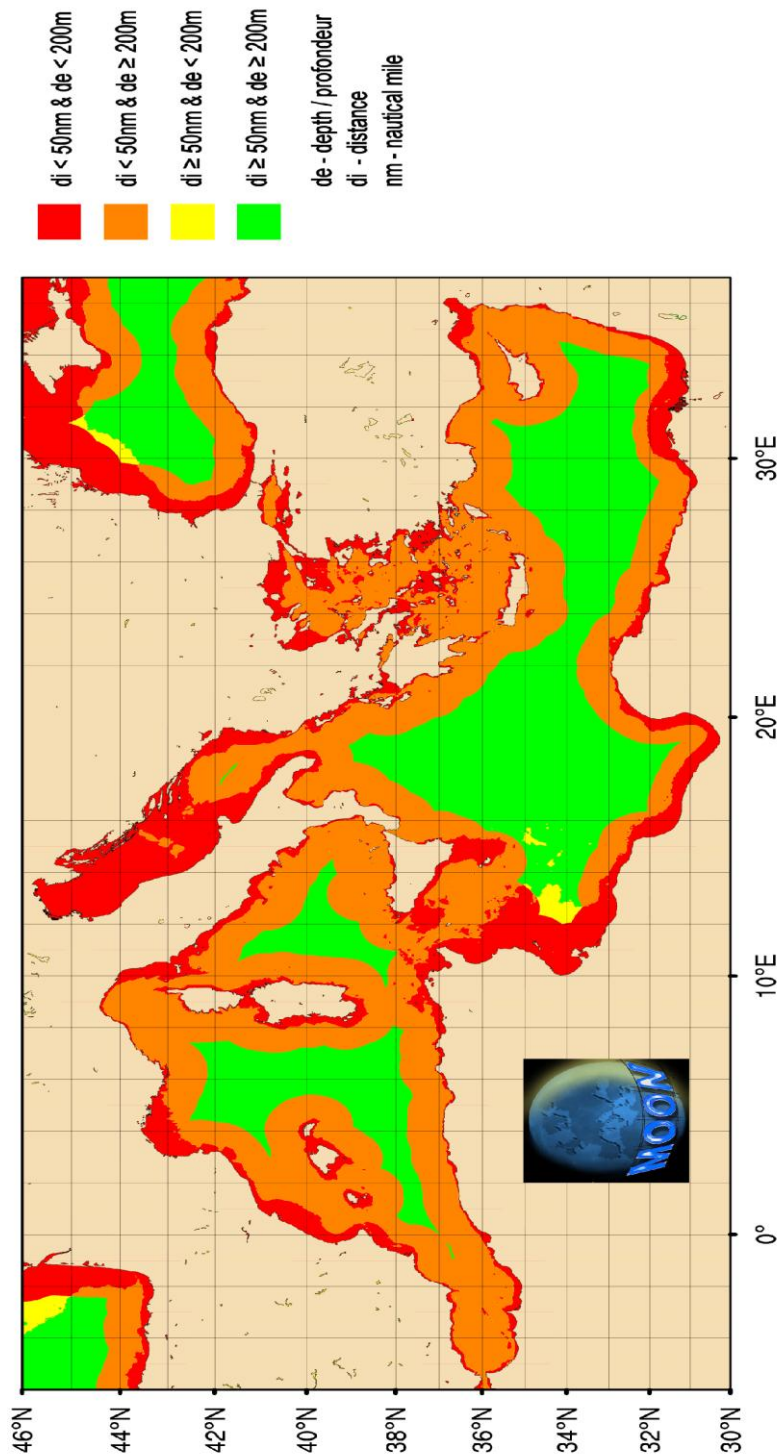 di < 50nm & de < 200m
di < 50nm & de ≥ 200m
di ≥ 50nm & de < 200m
di ≥ 50nm & de ≥ 200m
de - depth / profondeur
di - distance
nm - nautical mile
46°N
44°N
42°N
40°N
38°N
36°N
34°N
32°N
30°N
0°
10°E
20°E
30°E
MOON